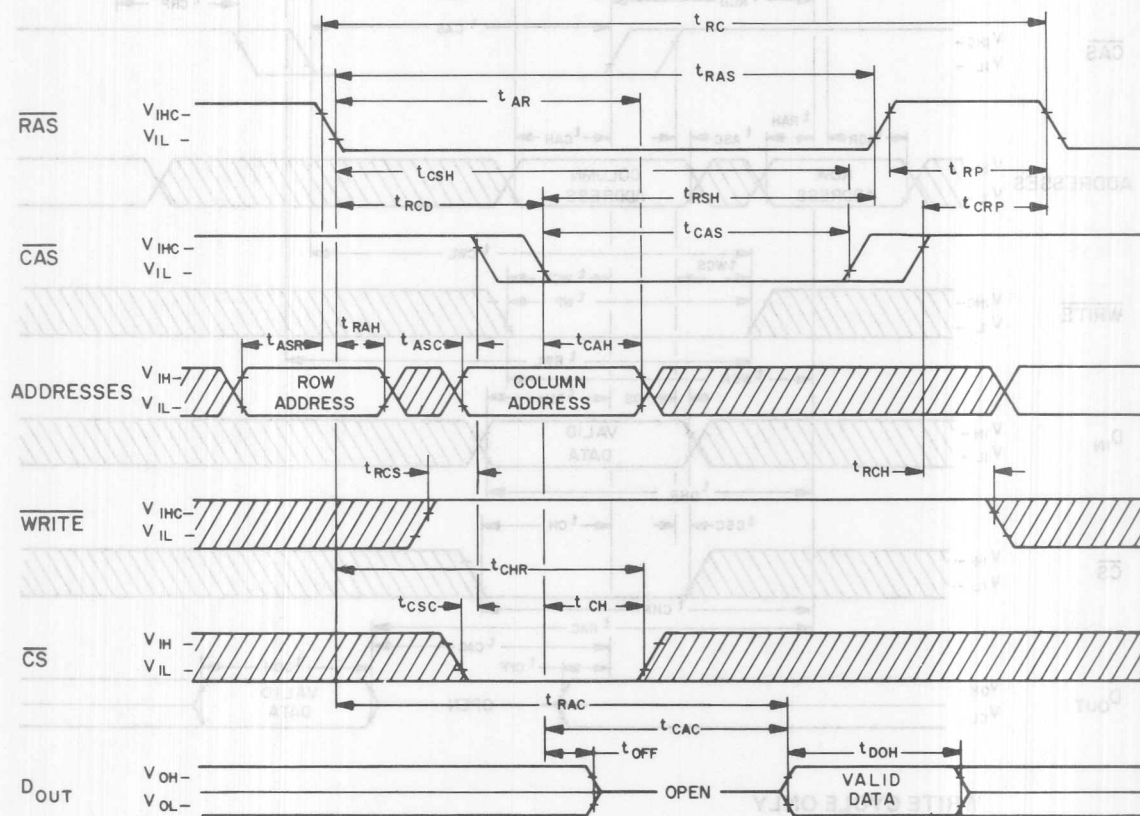 t RC
t RAS
t AR
RAS
V IHC
V IL
t CSH
t RP
t RCD
t RSH
t CRP
CAS
V IHC
V IL
t CAS
t ASR
t RAH
t ASC
t CAH
ADDRESSES
V IH
V IL
ROW ADDRESS
COLUMN ADDRESS
t RCS
t RCH
WRITE
V IHC
V IL
t CHR
t CSC
t CH
CS
V IH
V IL
t RAC
t CAC
t OFF
t DOH
D OUT
V OH
V OL
OPEN
VALID DATA